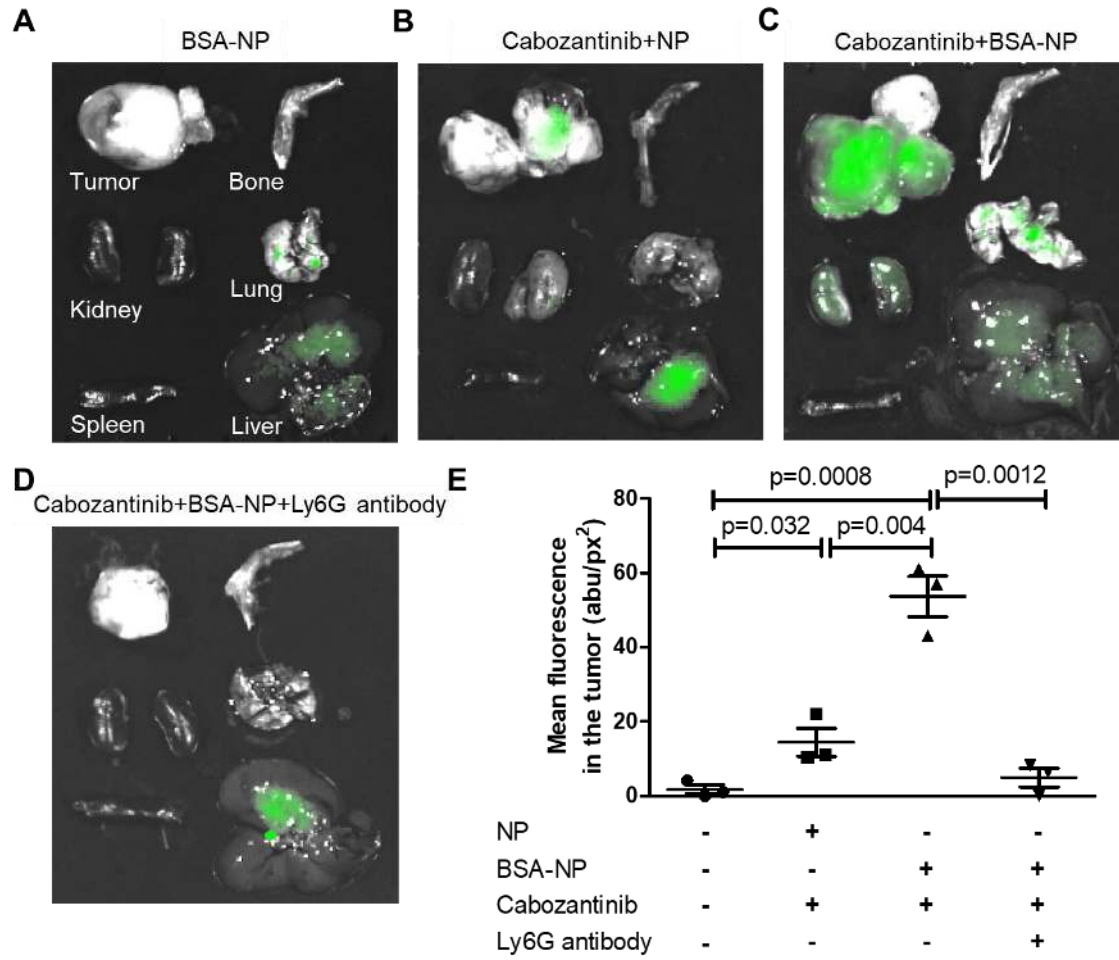 A
BSA-NP
Tumor
Bone
Kidney
Lung
Spleen
Liver
B
Cabozantinib+NP
C
Cabozantinib+BSA-NP
D
Cabozantinib+BSA-NP+Ly6G antibody
E
p=0.0008
p=0.0012
p=0.032
p=0.004
Mean fluorescence
in the tumor (abu/px²)
80
60
40
20
0
NP - + - -
BSA-NP - - + +
Cabozantinib - + + +
Ly6G antibody - - - +